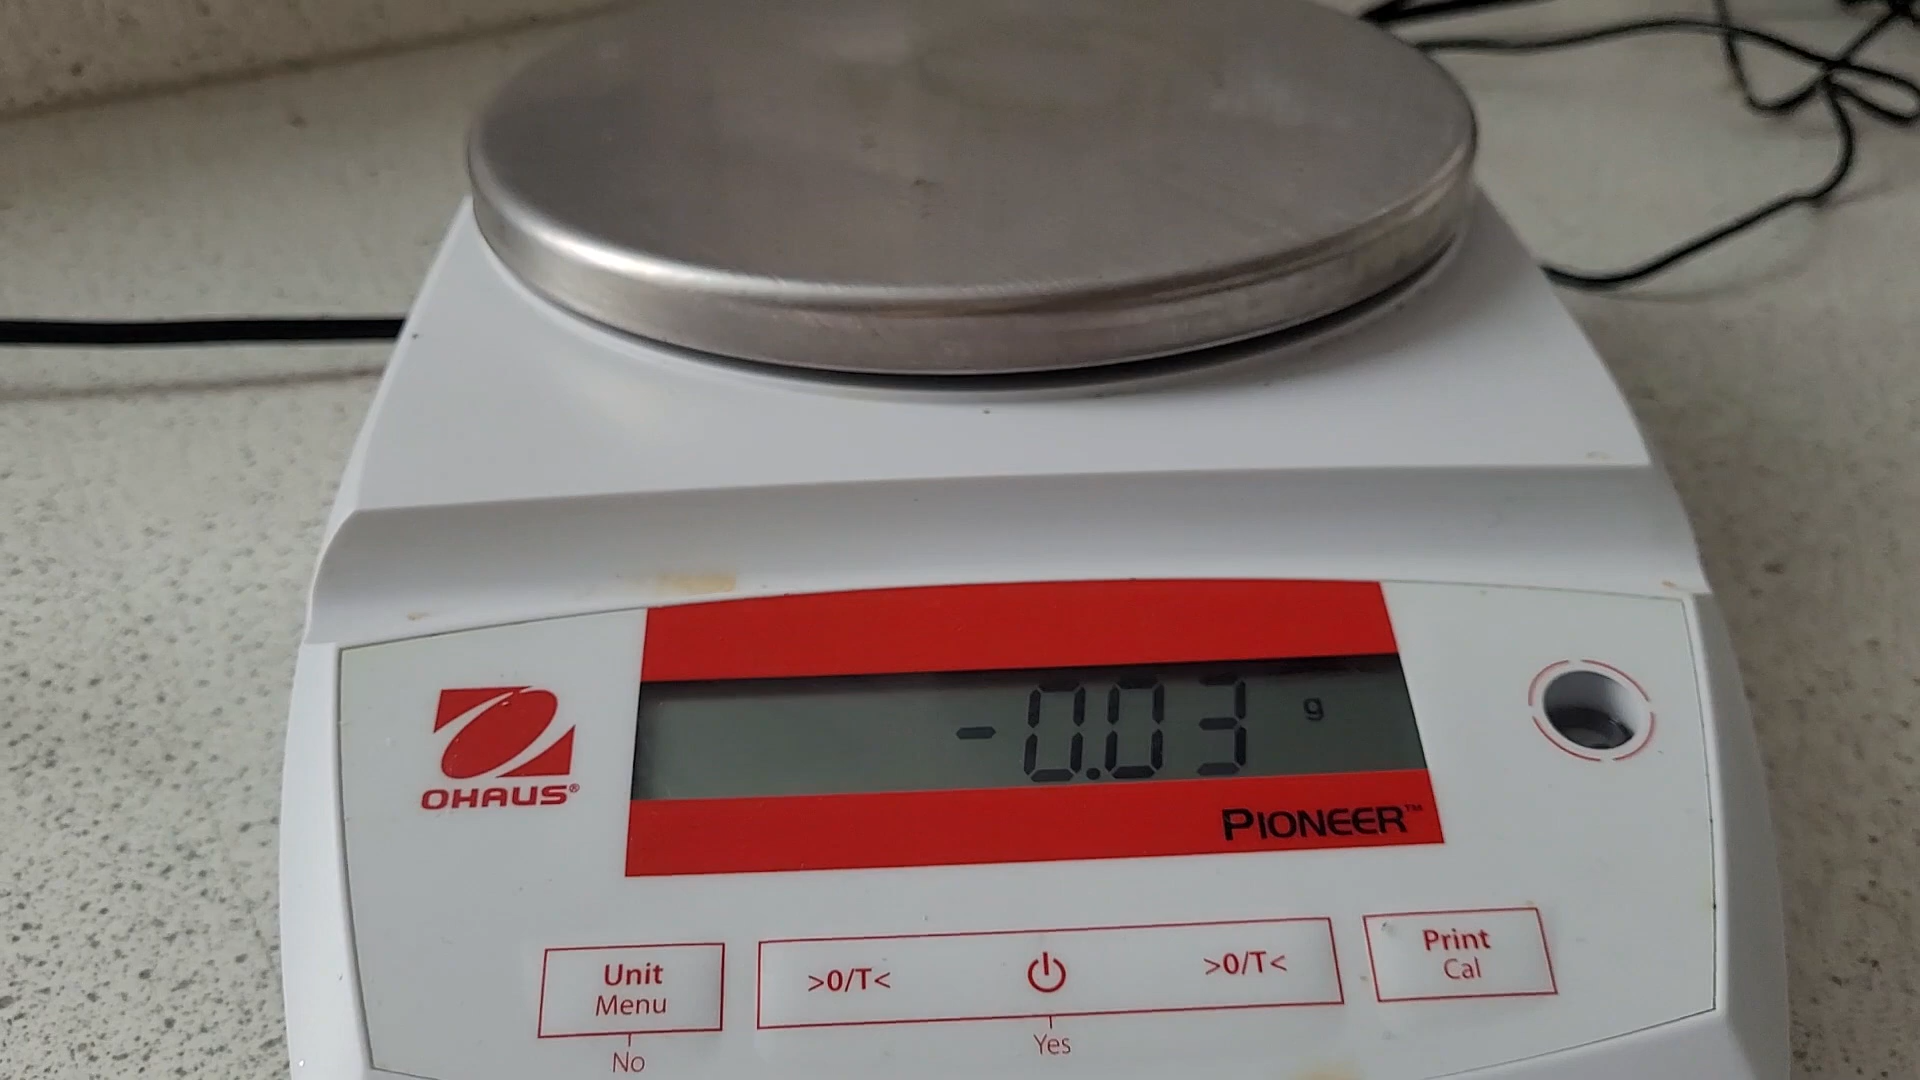 -0.03 g
OHAUS®
PIONEER™
Unit
Menu
No
>0/T<
>0/T<
Yes
Print
Cal